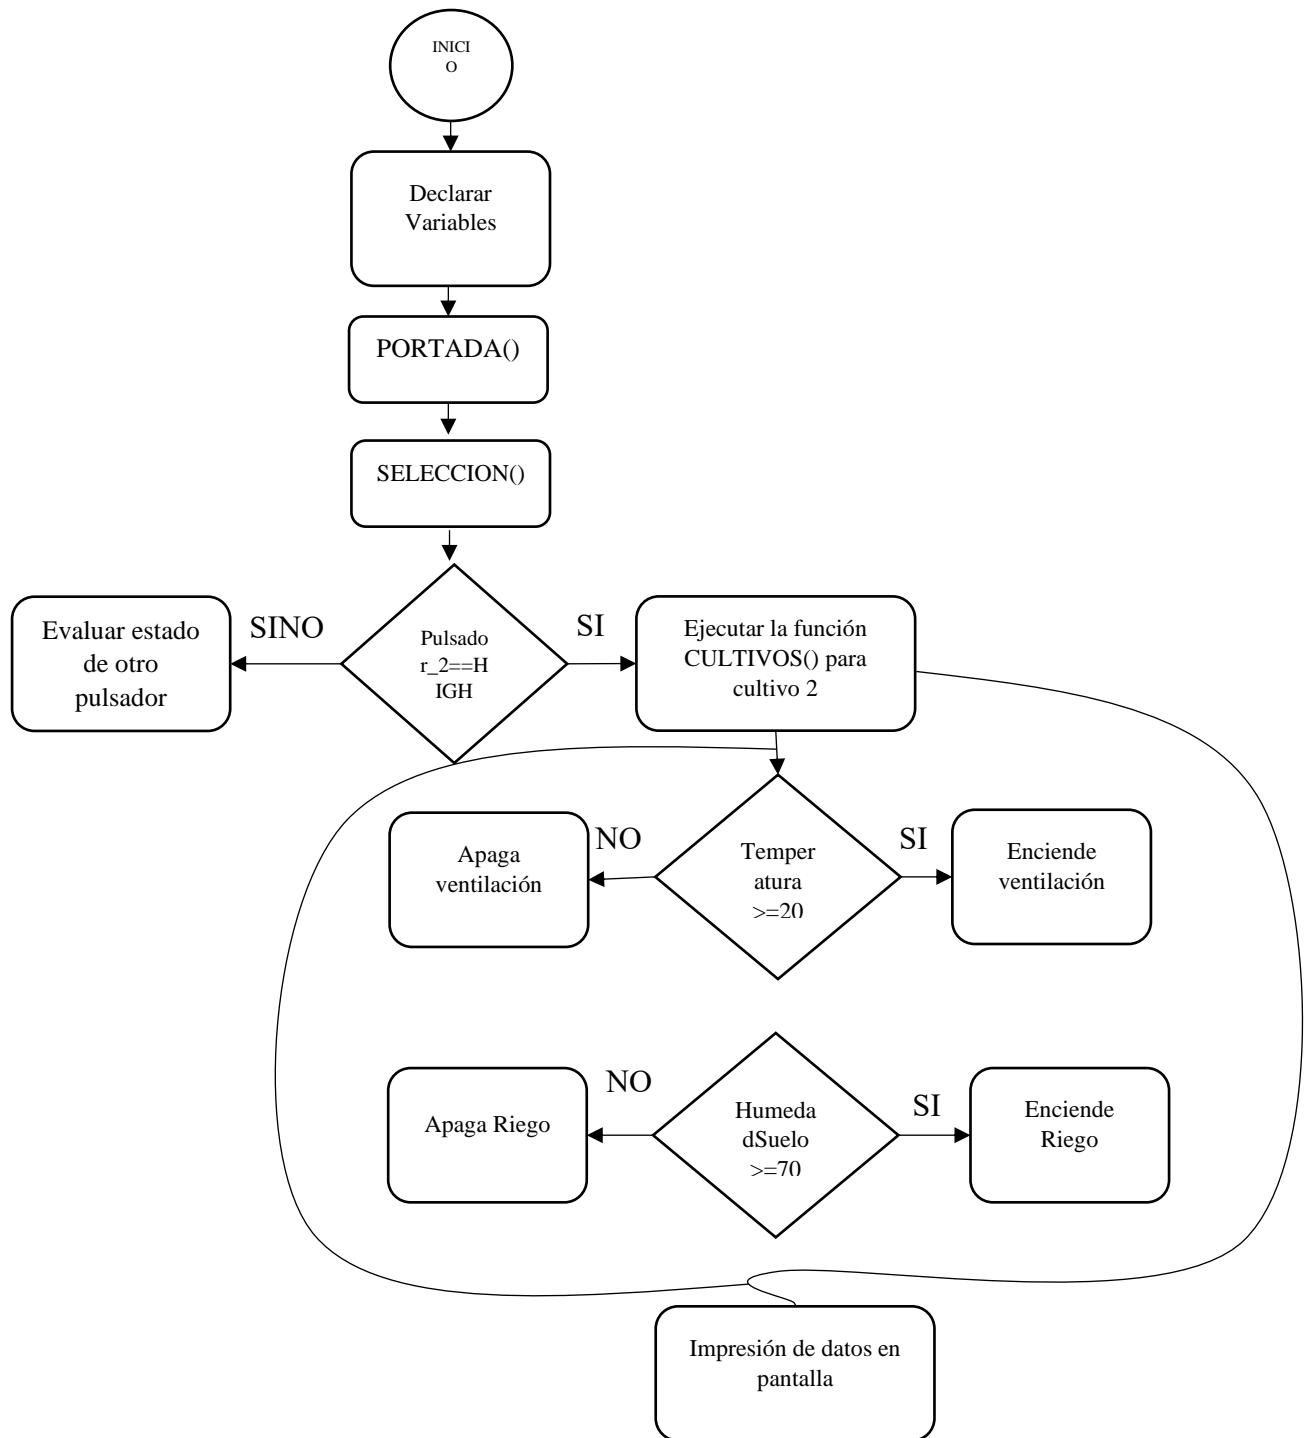 INICI
O
Declarar
Variables
PORTADA()
SELECCION()
Evaluar estado
de otro
pulsador
SINO
Pulsado
r_2==H
IGH
SI
Ejecutar la función
CULTIVOS() para
cultivo 2
Apaga
ventilación
NO
Temper
atura
>=20
SI
Enciende
ventilación
Apaga Riego
NO
Humeda
dSuelo
>=70
SI
Enciende
Riego
Impresión de datos en
pantalla